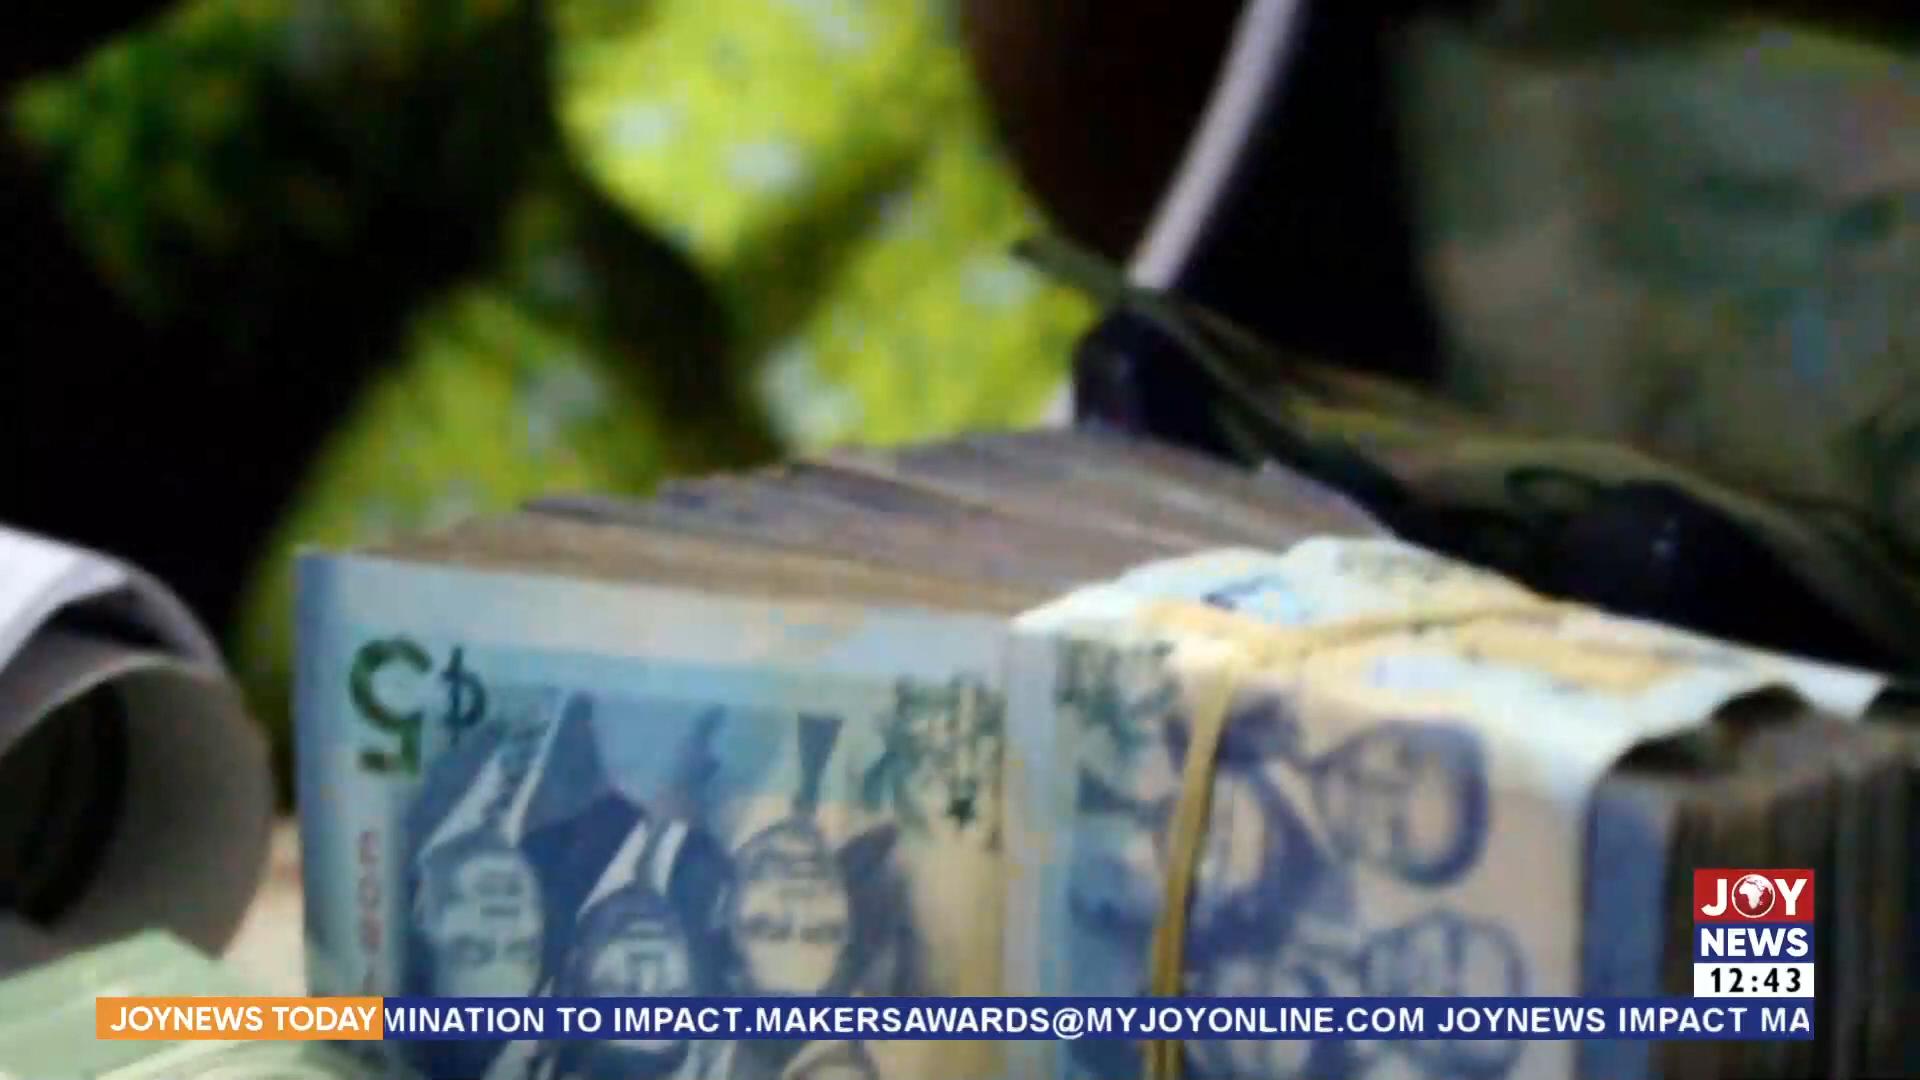 5₵
JOY
NEWS
12:43
JOYNEWS TODAY
MINATION TO IMPACT.MAKERSAWARDS@MYJOYONLINE.COM JOYNEWS IMPACT MA